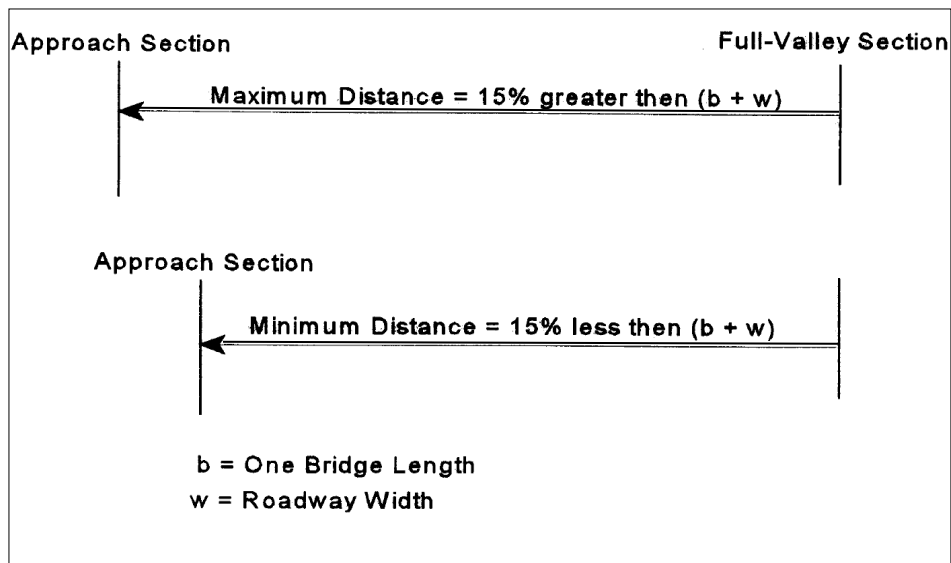 Approach Section
Full-Valley Section
Maximum Distance = 15% greater then (b + w)
Approach Section
Minimum Distance = 15% less then (b + w)
b = One Bridge Length
w = Roadway Width